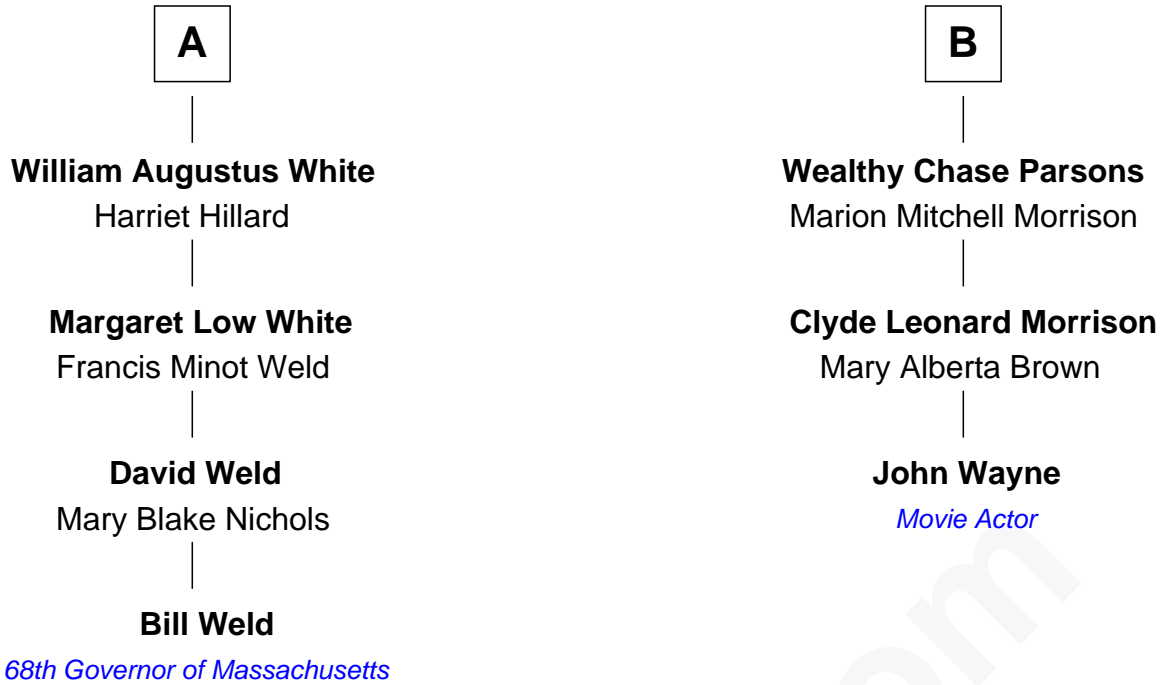 A
William Augustus White
Harriet Hillard
Margaret Low White
Francis Minot Weld
David Weld
Mary Blake Nichols
Bill Weld
68th Governor of Massachusetts
B
Wealthy Chase Parsons
Marion Mitchell Morrison
Clyde Leonard Morrison
Mary Alberta Brown
John Wayne
Movie Actor
om